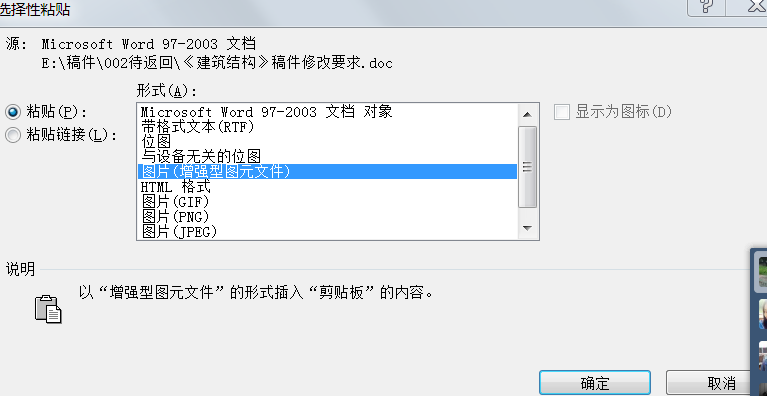 选择性粘贴
源: Microsoft Word 97-2003 文档
E:\稿件\002待返回\《建筑结构》稿件修改要求.doc
形式(A):
粘贴(P):
粘贴链接(L):
Microsoft Word 97-2003 文档 对象
带格式文本(RTF)
位图
与设备无关的位图
图片(增强型图元文件)
HTML 格式
图片(GIF)
图片(PNG)
图片(JPEG)
显示为图标(D)
说明
以“增强型图元文件”的形式插入“剪贴板”的内容。
确定
取消